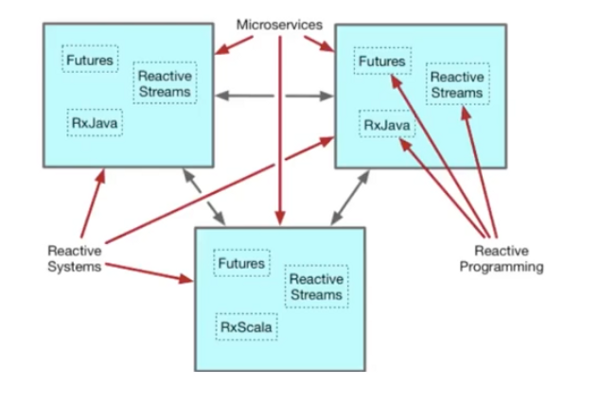 Microservices
Futures
Reactive
Streams
RxJava
Futures
Reactive
Streams
RxJava
Reactive
Systems
Reactive
Programming
Futures
Reactive
Streams
RxScala